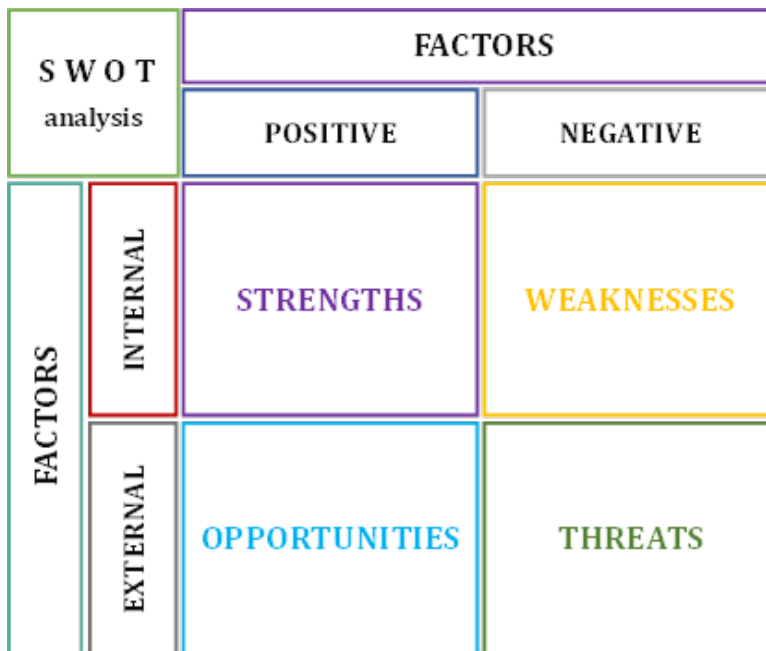 S W O T
analysis
FACTORS
POSITIVE
NEGATIVE
FACTORS
INTERNAL
STRENGTHS
WEAKNESSES
EXTERNAL
OPPORTUNITIES
THREATS